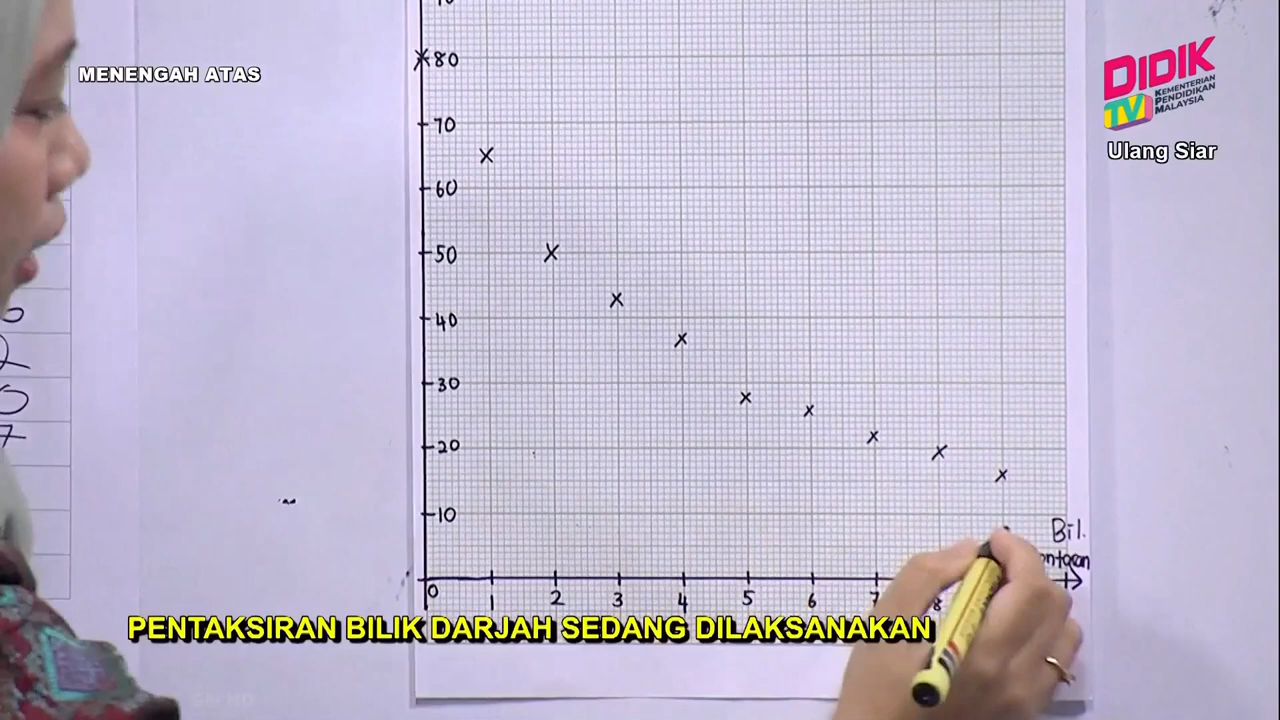 MENENGAH ATAS
DIDIK
TV
KEMENTERIAN
PENDIDIKAN
MALAYSIA
Ulang Siar
80
70
60
50
40
30
20
10
Bil.
0 1 2 3 4 5 6 7 8
PENTAKSIRAN BILIK DARJAH SEDANG DILAKSANAKAN